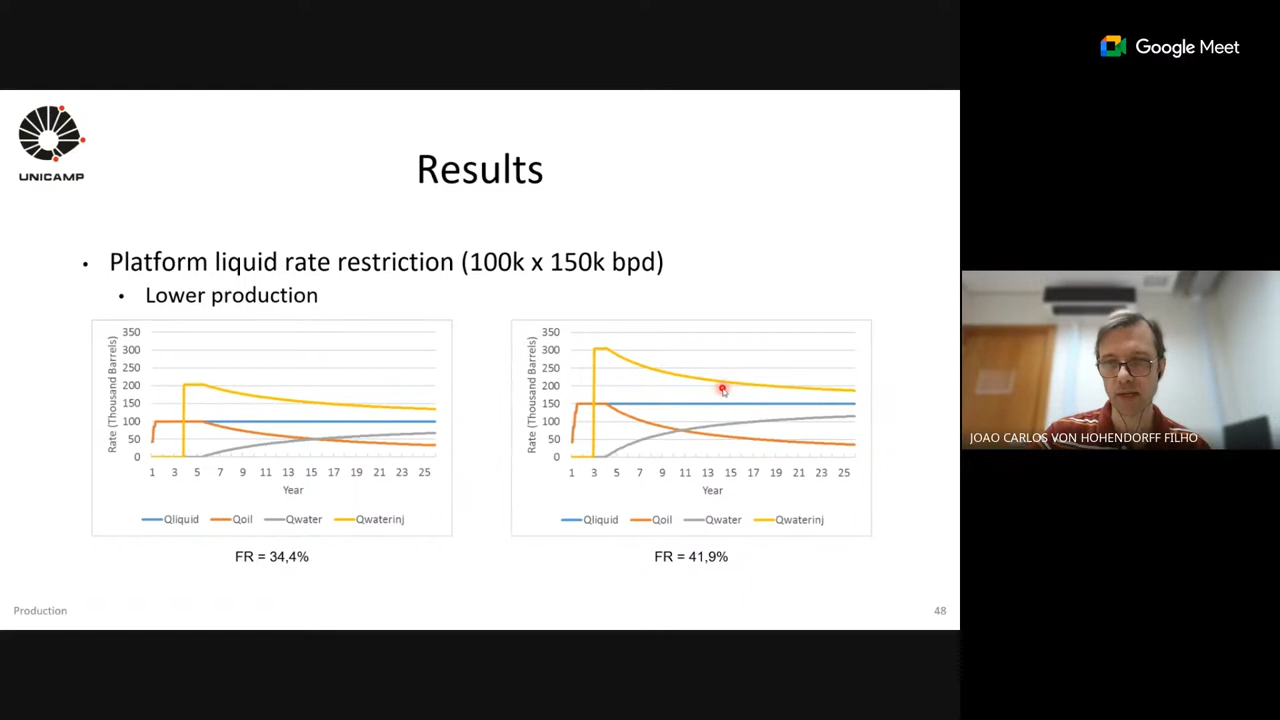 Google Meet
UNICAMP
Results
• Platform liquid rate restriction (100k x 150k bpd)
• Lower production
Rate (Thousand Barrels)
350
300
250
200
150
100
50
0
1 3 5 7 9 11 13 15 17 19 21 23 25
Year
Qliquid Qoil Qwater Qwaterinj
FR = 34,4%
Rate (Thousand Barrels)
350
300
250
200
150
100
50
0
1 3 5 7 9 11 13 15 17 19 21 23 25
Year
Qliquid Qoil Qwater Qwaterinj
FR = 41,9%
JOAO CARLOS VON HOHENDORFF FILHO
Production
48